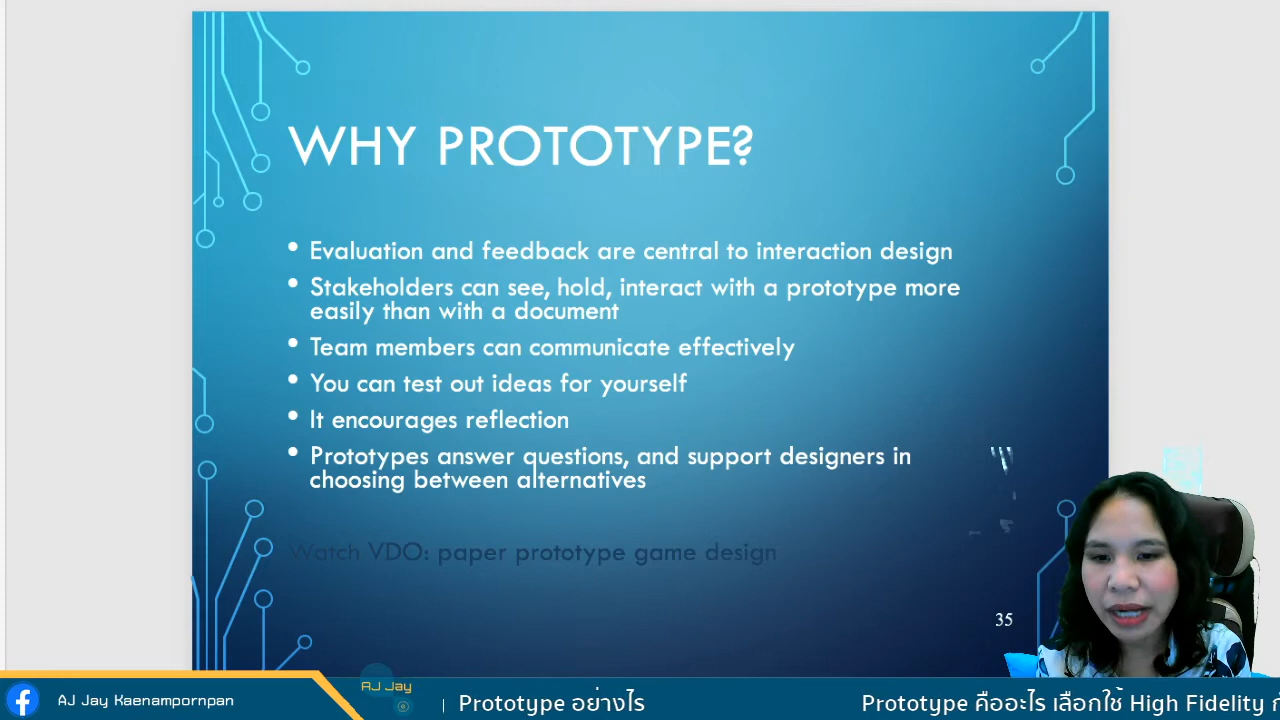 WHY PROTOTYPE?
• Evaluation and feedback are central to interaction design
• Stakeholders can see, hold, interact with a prototype more
easily than with a document
• Team members can communicate effectively
• You can test out ideas for yourself
• It encourages reflection
• Prototypes answer questions, and support designers in
choosing between alternatives
Watch VDO: paper prototype game design
35
AJ Jay Kaenampornpan
AJ Jay
| Prototype อย่างไร
Prototype คืออะไร เลือกใช้ High Fidelity